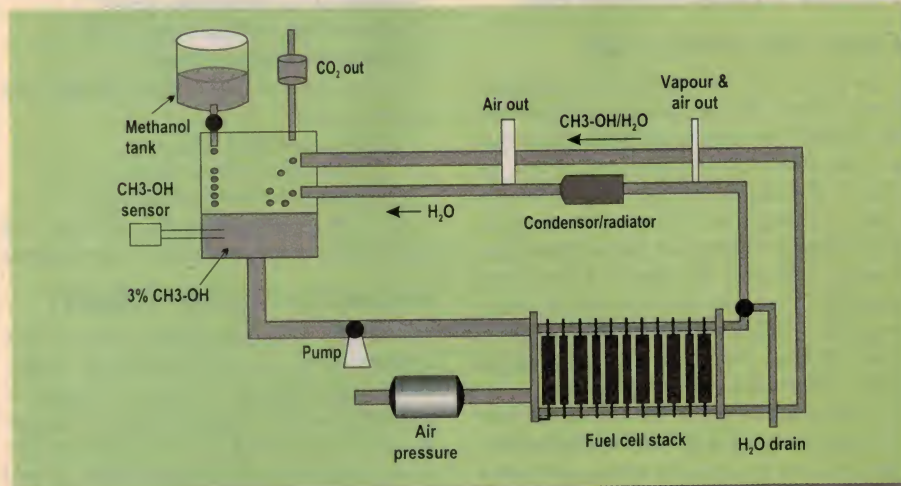 CO₂ out
Methanol
tank
CH3-OH
sensor
3% CH3-OH
Air out
Vapour &
air out
CH3-OH/H₂O
H₂O
Condensor/radiator
Pump
Air
pressure
Fuel cell stack
H₂O drain